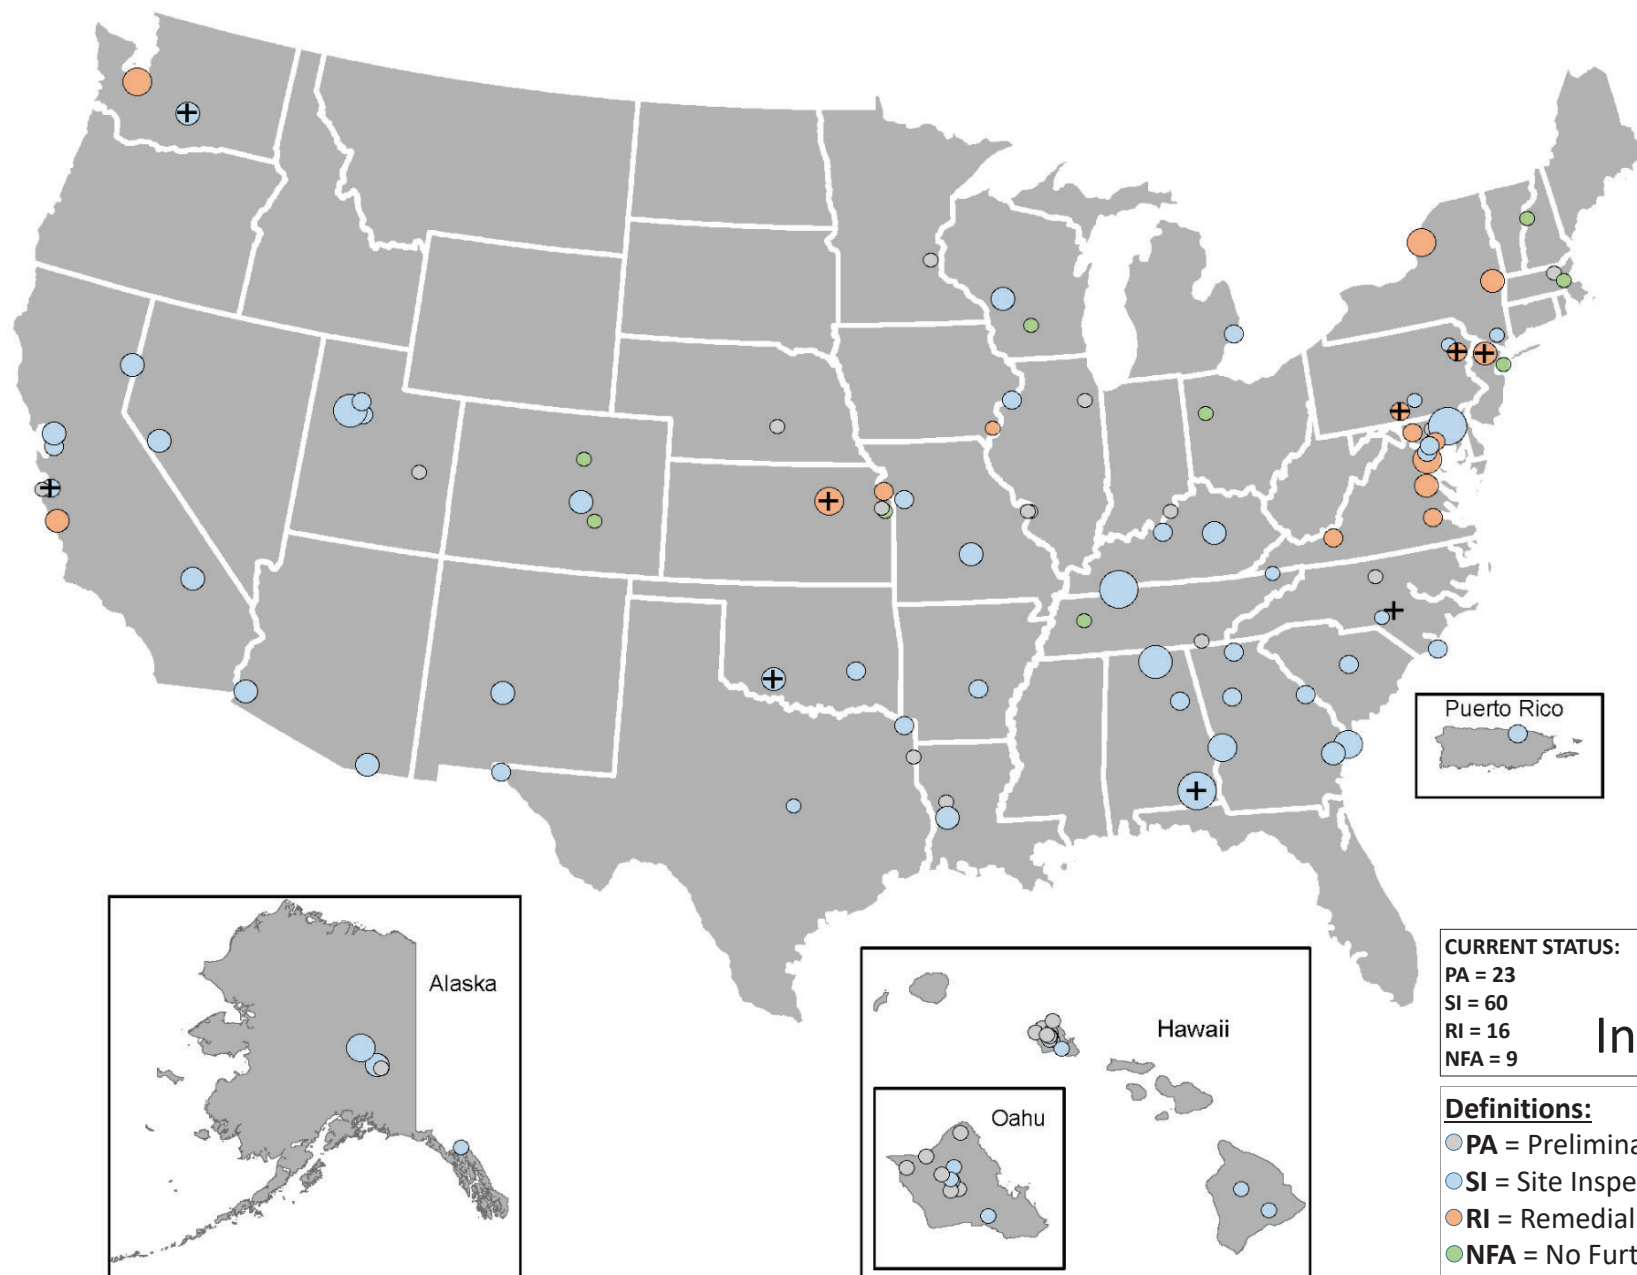 Puerto Rico
Alaska
Hawaii
Oahu
CURRENT STATUS:
PA = 23
SI = 60
RI = 16
NFA = 9
In
Definitions:
PA = Prelimina
SI = Site Inspe
RI = Remedial
NFA = No Furt